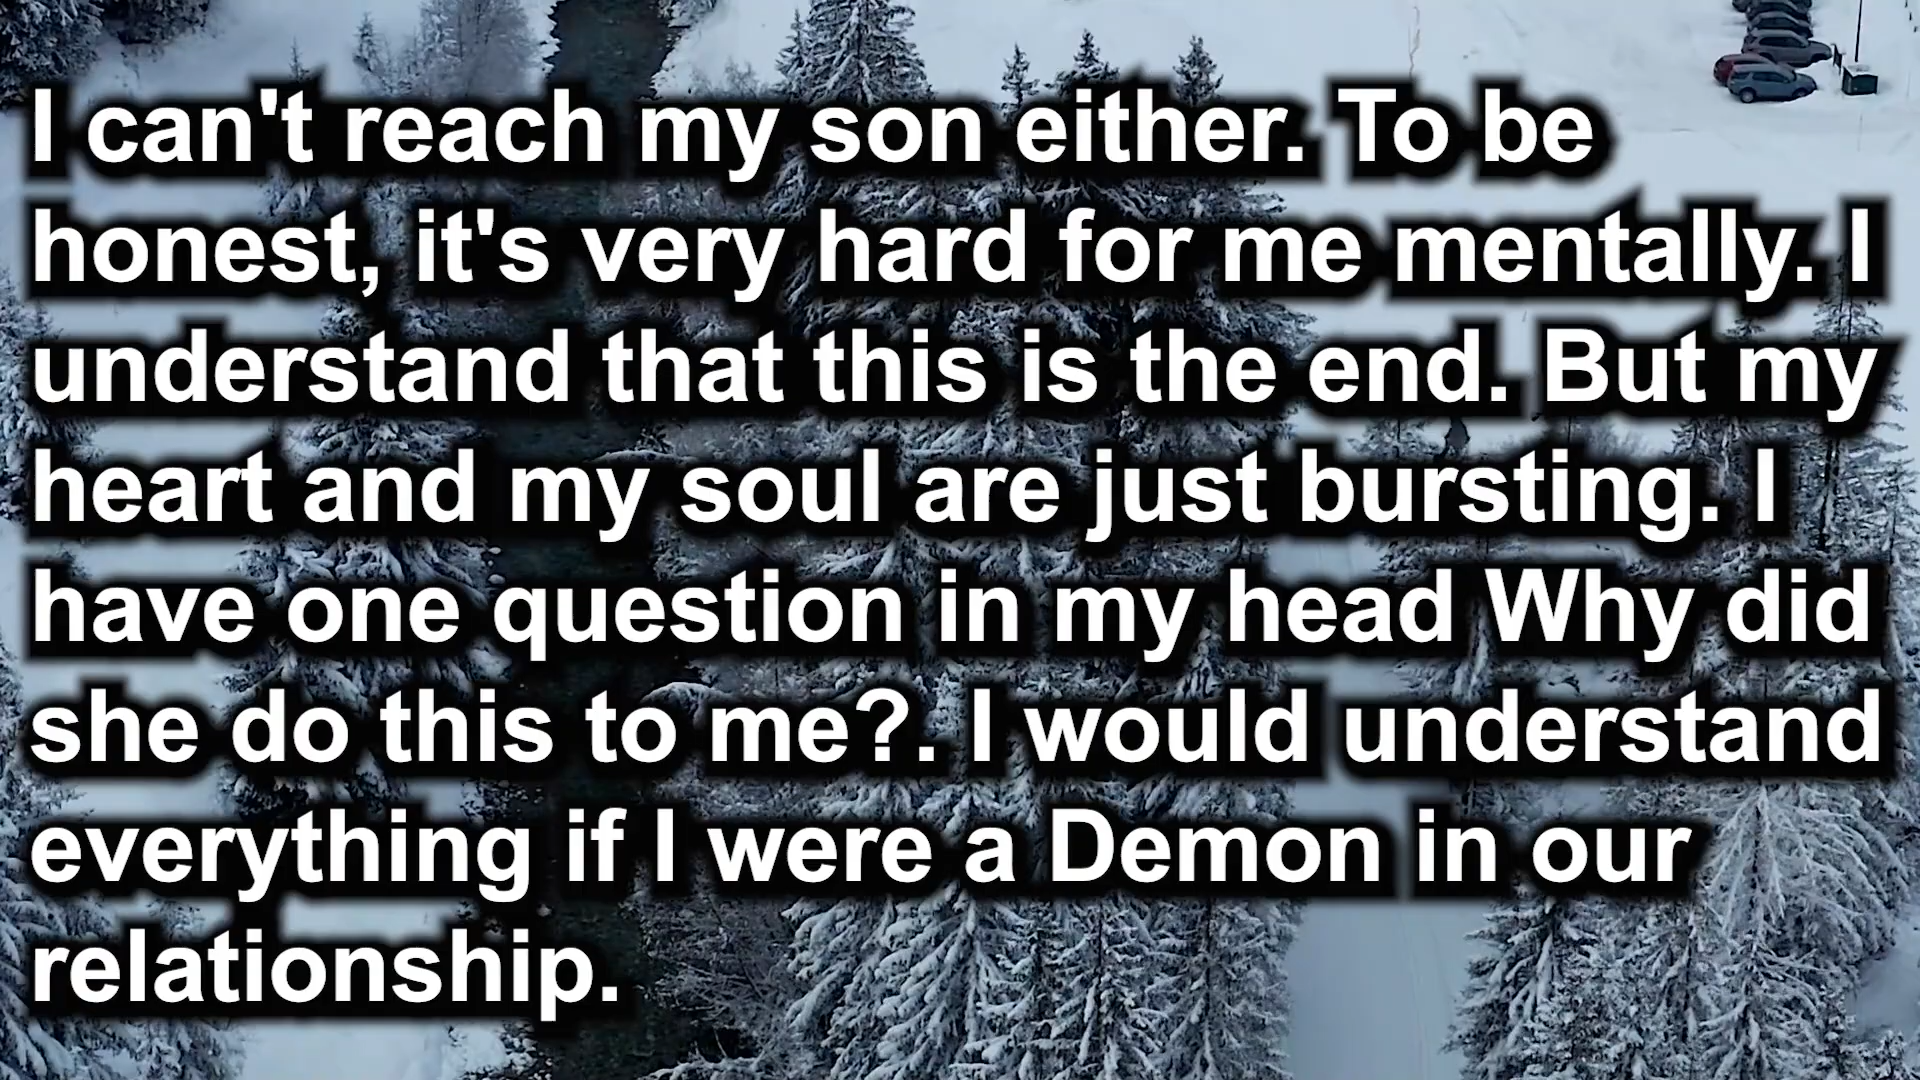 I can't reach my son either. To be
honest, it's very hard for me mentally. I
understand that this is the end. But my
heart and my soul are just bursting. I
have one question in my head Why did
she do this to me?. I would understand
everything if I were a Demon in our
relationship.